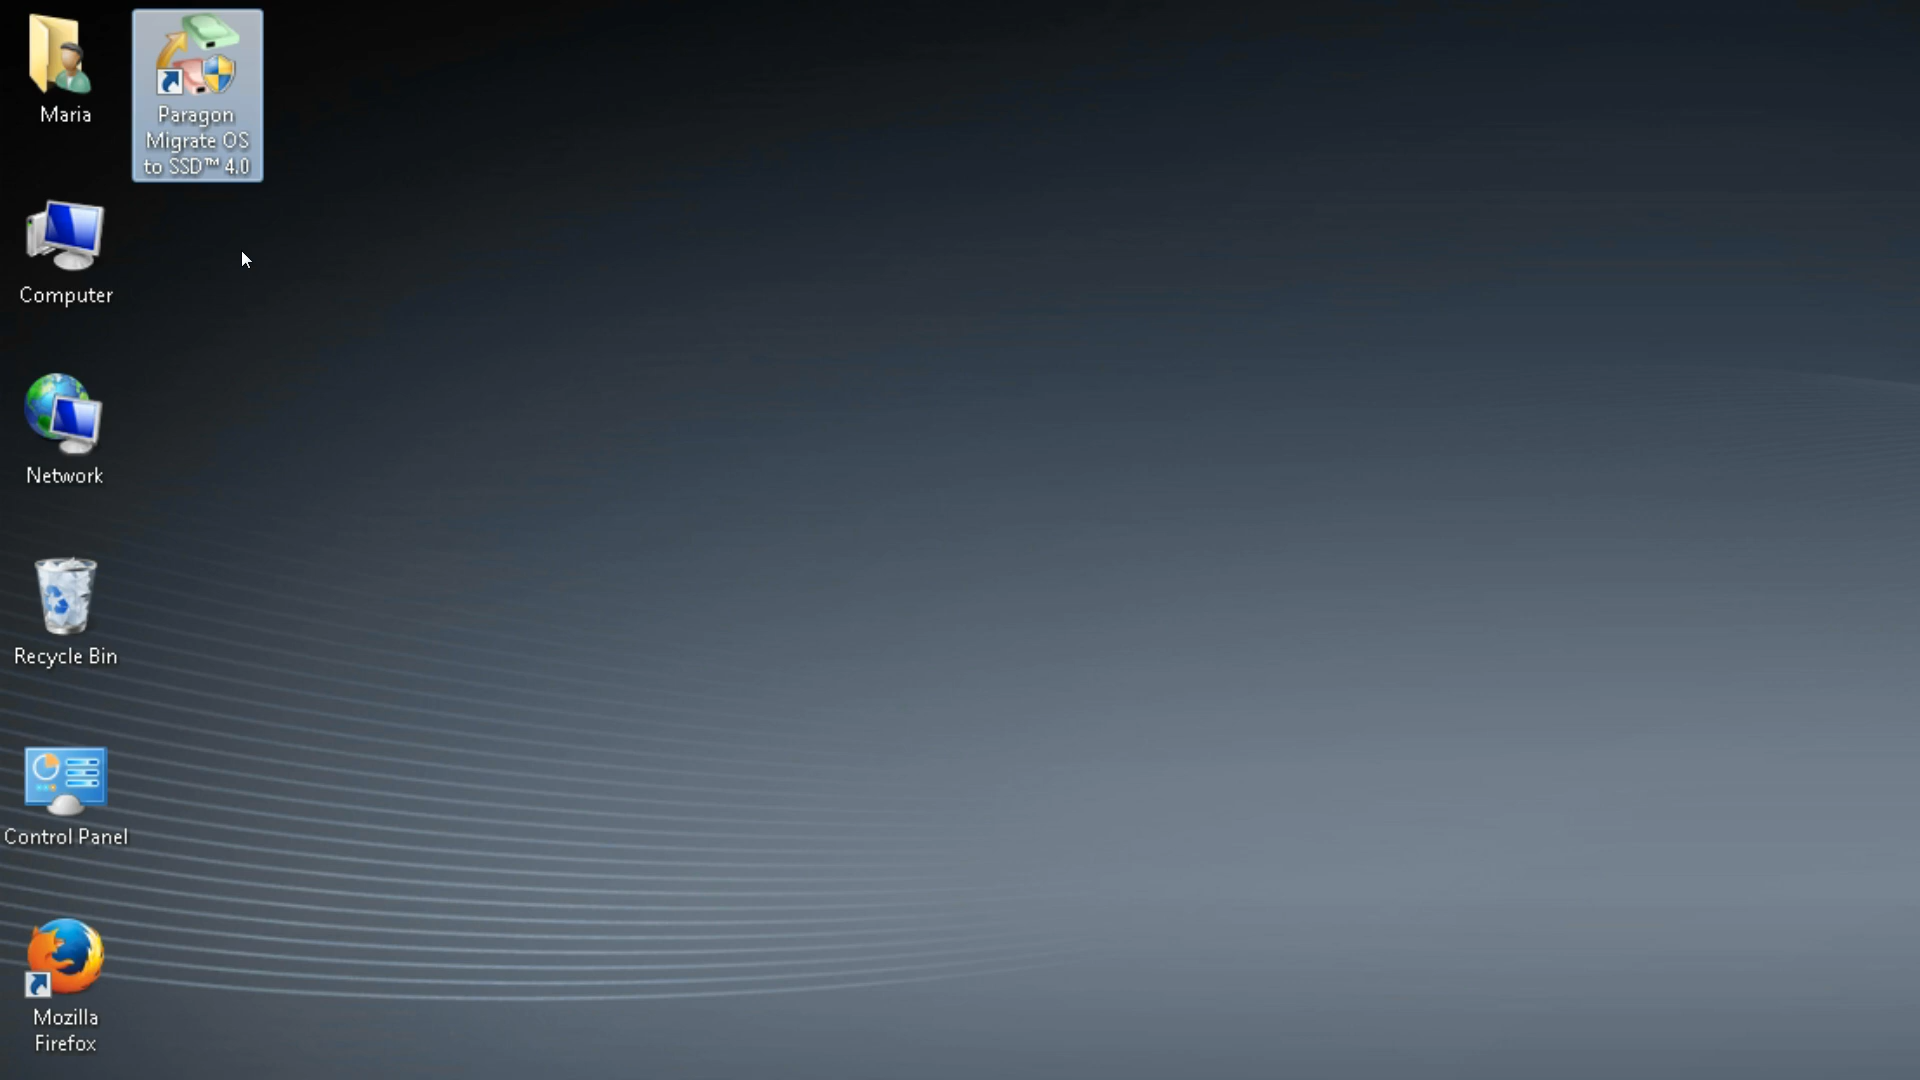 Maria
Paragon
Migrate OS
to SSD™ 4.0
Computer
Network
Recycle Bin
Control Panel
Mozilla
Firefox